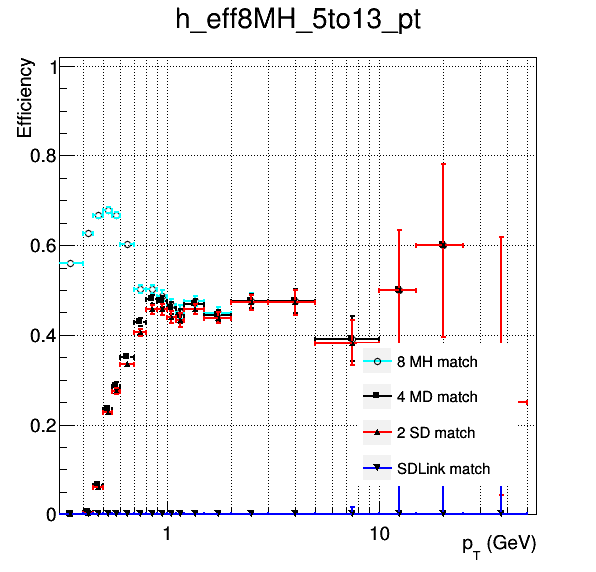 h_eff8MH_5to13_pt
Efficiency
1
0.8
0.6
0.4
0.2
0
8 MH match
4 MD match
2 SD match
SDLink match
1
10
p_T (GeV)